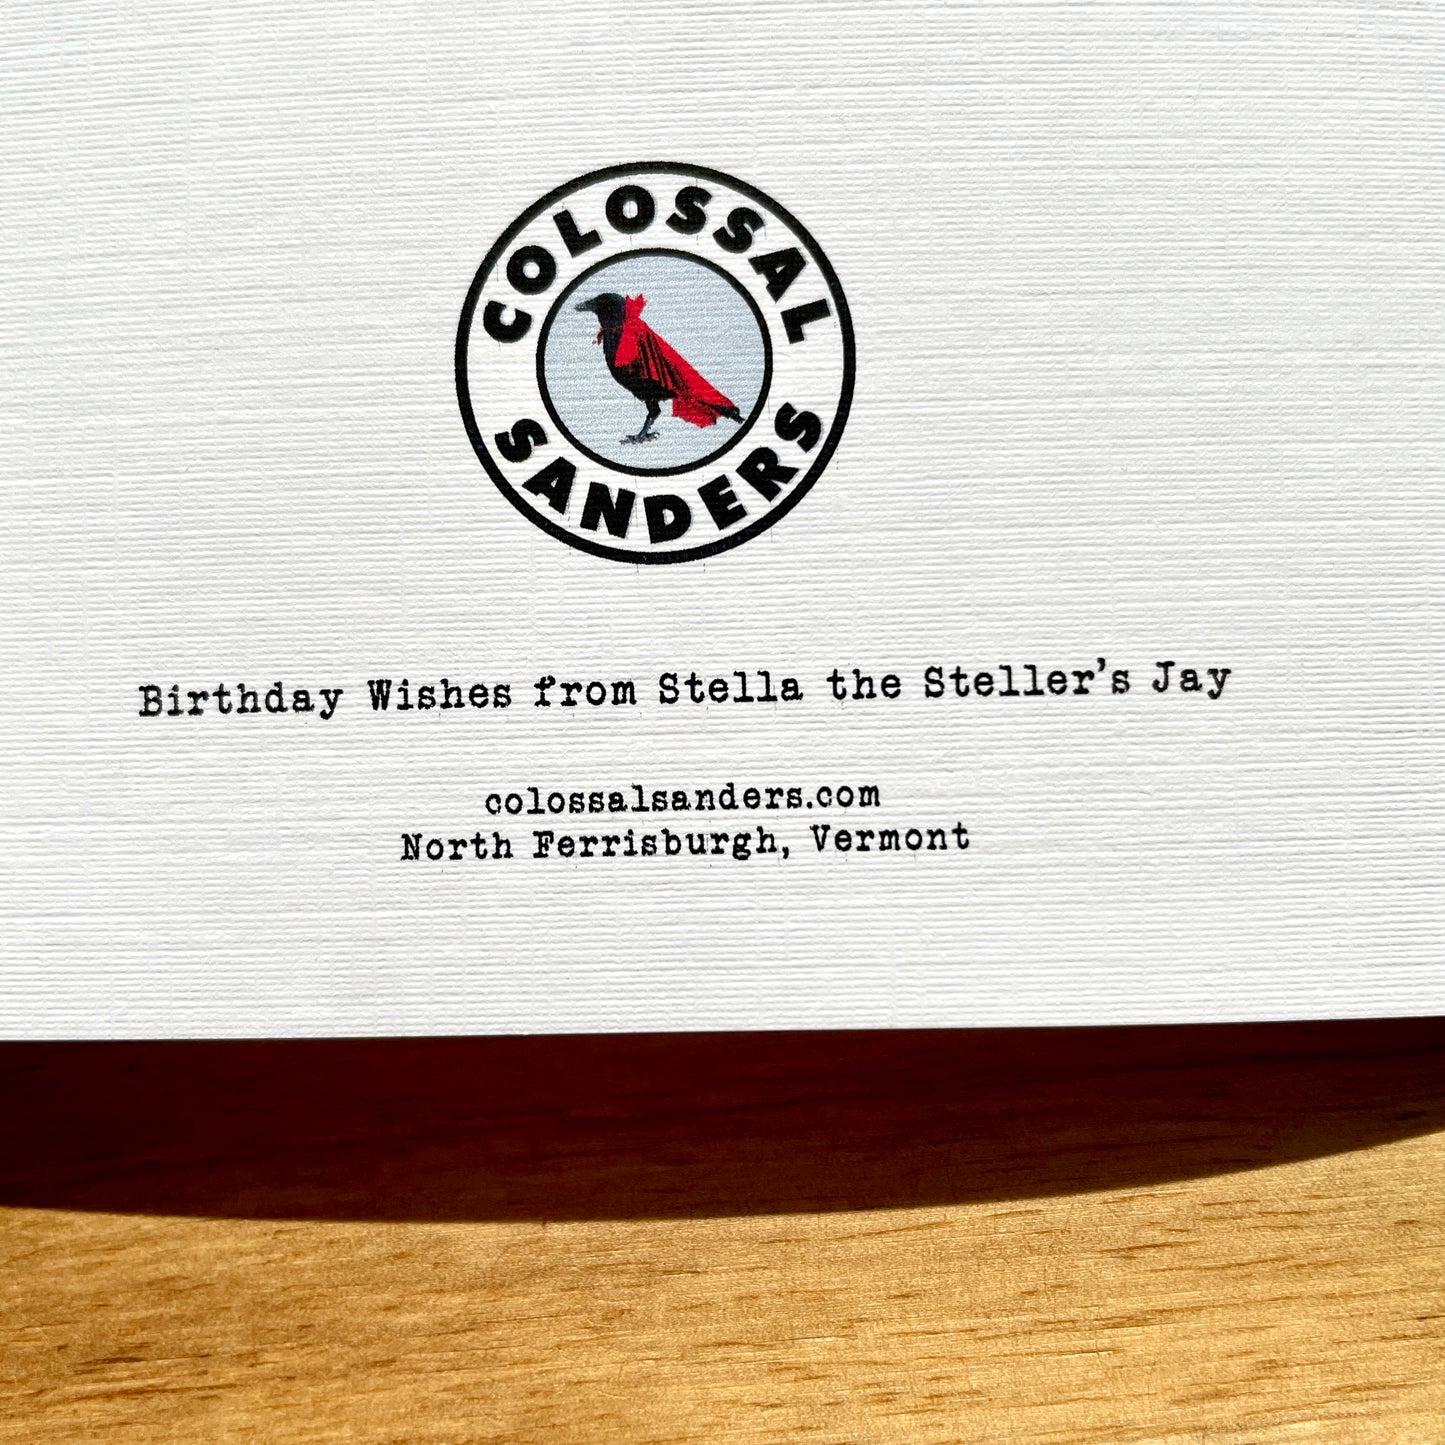 COLOSSAL
SANDERS
Birthday Wishes from Stella the Steller's Jay
colossalsanders.com
North Ferrisburgh, Vermont